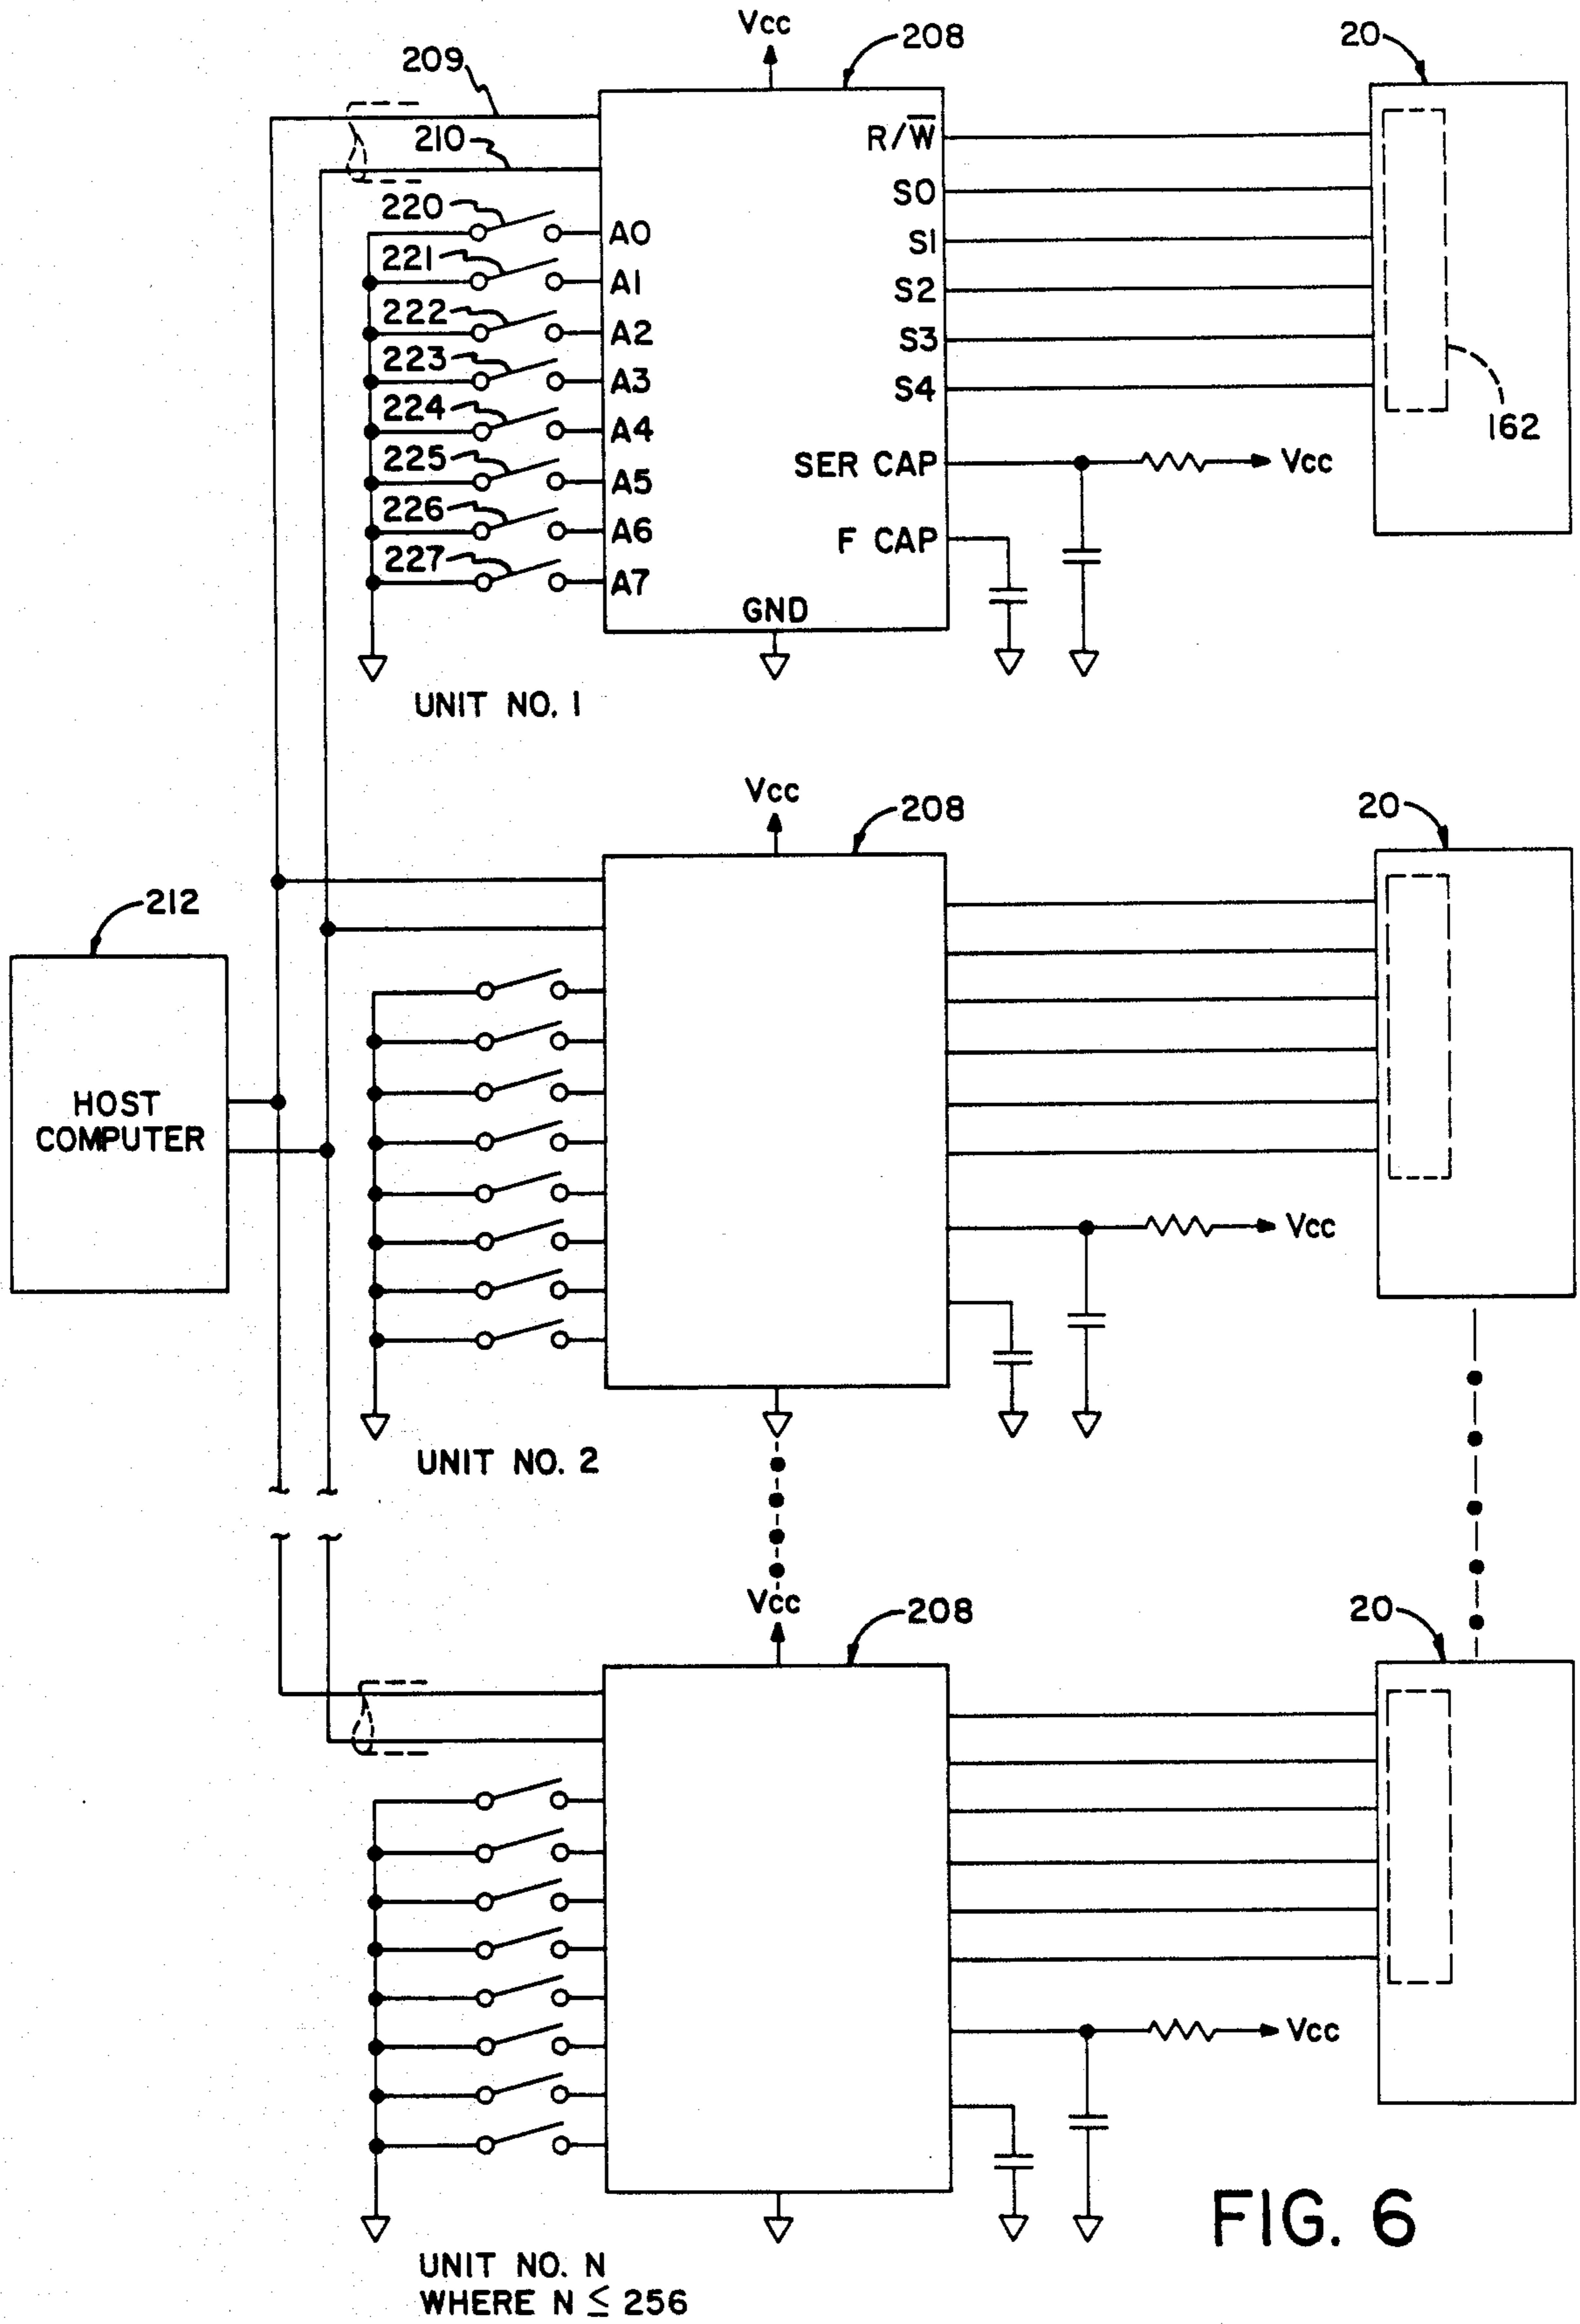 Vcc
208
20
209
210
R/W̅
220
A0
S0
221
A1
S1
222
A2
S2
223
A3
S3
224
A4
S4
162
225
A5
SER CAP
Vcc
226
A6
F CAP
227
A7
GND
UNIT NO. 1
Vcc
208
20
212
HOST
COMPUTER
Vcc
UNIT NO. 2
Vcc
208
20
Vcc
FIG. 6
UNIT NO. N
WHERE N ≤ 256